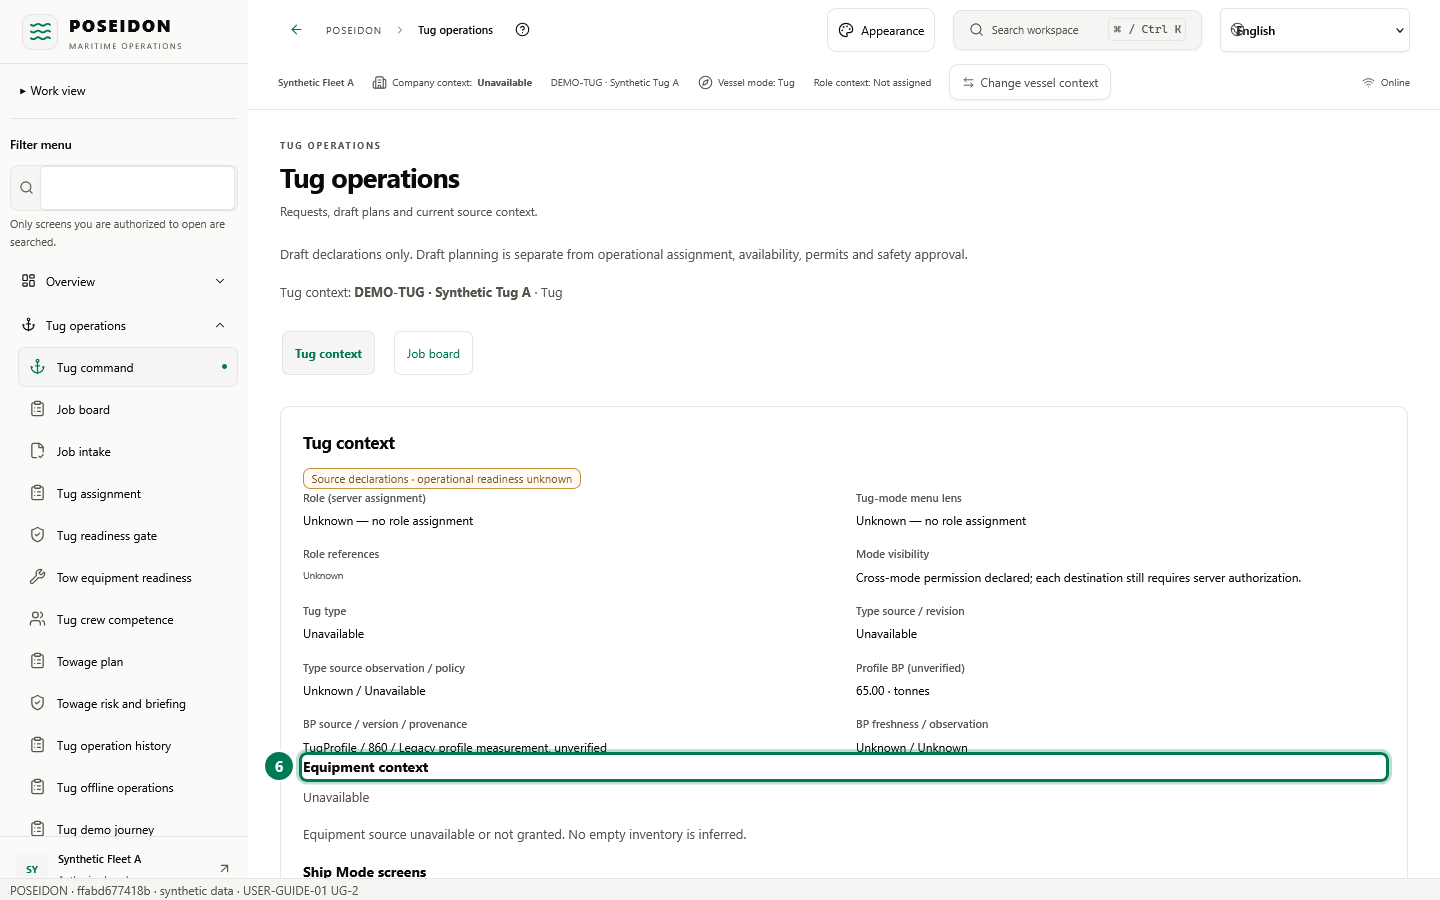 POSEIDON
MARITIME OPERATIONS
POSEIDON
Tug operations
Appearance
Search workspace
⌘ / Ctrl K
English
Synthetic Fleet A
Company context: Unavailable
DEMO-TUG · Synthetic Tug A
Vessel mode: Tug
Role context: Not assigned
Change vessel context
Online
Work view
Filter menu
Only screens you are authorized to open are
searched.
Overview
Tug operations
Tug command
Job board
Job intake
Tug assignment
Tug readiness gate
Tow equipment readiness
Tug crew competence
Towage plan
Towage risk and briefing
Tug operation history
Tug offline operations
Tug demo journey
SY
Synthetic Fleet A
TUG OPERATIONS
Tug operations
Requests, draft plans and current source context.
Draft declarations only. Draft planning is separate from operational assignment, availability, permits and safety approval.
Tug context: DEMO-TUG · Synthetic Tug A · Tug
Tug context
Job board
Tug context
Source declarations · operational readiness unknown
Role (server assignment)
Unknown — no role assignment
Tug-mode menu lens
Unknown — no role assignment
Role references
Unknown
Mode visibility
Cross-mode permission declared; each destination still requires server authorization.
Tug type
Unavailable
Type source / revision
Unavailable
Type source observation / policy
Unknown / Unavailable
Profile BP (unverified)
65.00 · tonnes
BP source / version / provenance
TugProfile / 860 / Legacy profile measurement, unverified
BP freshness / observation
Unknown / Unknown
6
Equipment context
Unavailable
Equipment source unavailable or not granted. No empty inventory is inferred.
Ship Mode screens
POSEIDON · ffabd677418b · synthetic data · USER-GUIDE-01 UG-2